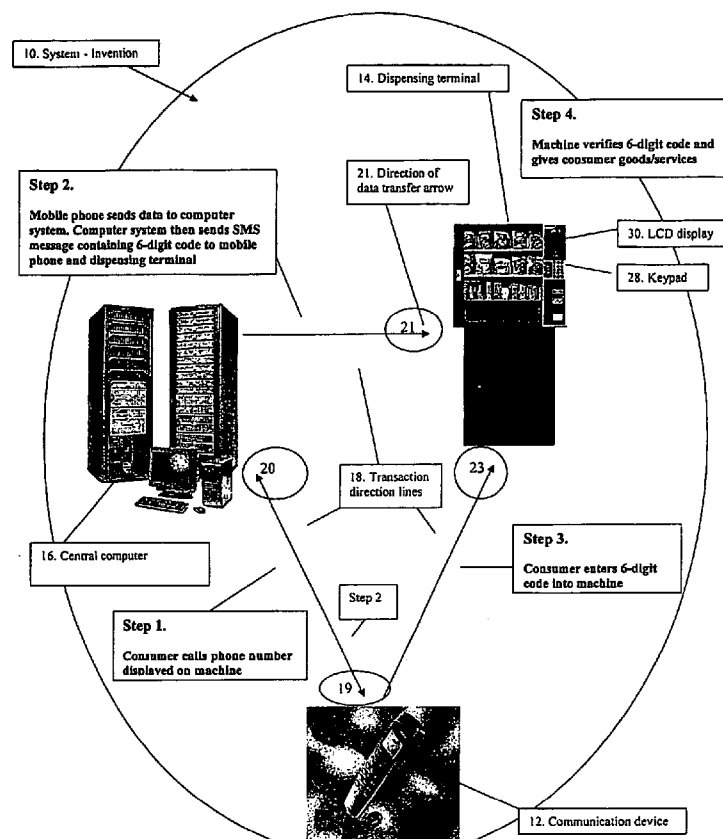 10. System - Invention
14. Dispensing terminal
Step 4.
Machine verifies 6-digit code and
gives consumer goods/services
Step 2.
Mobile phone sends data to computer
system. Computer system then sends SMS
message containing 6-digit code to mobile
phone and dispensing terminal
21. Direction of
data transfer arrow
30. LCD display
28. Keypad
21
20
18. Transaction
direction lines
23
16. Central computer
Step 3.
Consumer enters 6-digit
code into machine
Step 2
Step 1.
Consumer calls phone number
displayed on machine
19
12. Communication device